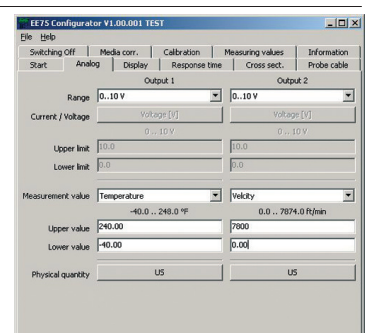 EE75 Configurator V1.00.001 TEST
File Help
Switching Off Media corr. Calibration Measuring values Information
Start Analog Display Response time Cross sect. Probe cable
Output 1 Output 2
Range 0..10 V 0..10 V
Current / Voltage Voltage [V] Voltage [V]
0 .. 10 V 0 .. 10 V
Upper limit 10.0 10.0
Lower limit 0.0 0.0
Measurement value Temperature Velcity
-40.0 .. 248.0 °F 0.0 .. 7874.0 ft/min
Upper value 240.00 7800
Lower value -40.00 0.00
Physical quantity US US